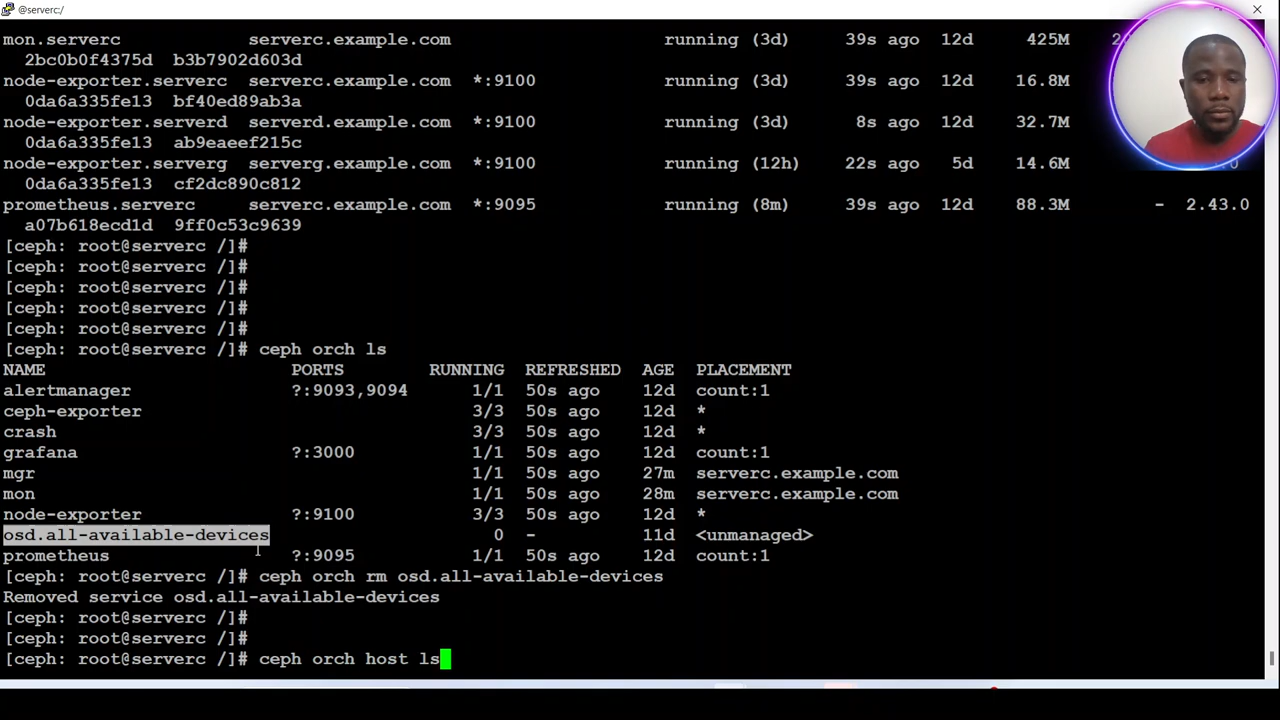 @serverc:/
mon.serverc serverc.example.com running (3d) 39s ago 12d 425M
2bc0b0f4375d b3b7902d603d
node-exporter.serverc serverc.example.com *:9100 running (3d) 39s ago 12d 16.8M
0da6a335fe13 bf40ed89ab3a
node-exporter.serverd serverd.example.com *:9100 running (3d) 8s ago 12d 32.7M
0da6a335fe13 ab9eaeef215c
node-exporter.serverg serverg.example.com *:9100 running (12h) 22s ago 5d 14.6M
0da6a335fe13 cf2dc890c812
prometheus.serverc serverc.example.com *:9095 running (8m) 39s ago 12d 88.3M - 2.43.0
a07b618ecd1d 9ff0c53c9639
[ceph: root@serverc /]#
[ceph: root@serverc /]#
[ceph: root@serverc /]#
[ceph: root@serverc /]#
[ceph: root@serverc /]#
[ceph: root@serverc /]# ceph orch ls
NAME PORTS RUNNING REFRESHED AGE PLACEMENT
alertmanager ?:9093,9094 1/1 50s ago 12d count:1
ceph-exporter 3/3 50s ago 12d *
crash 3/3 50s ago 12d *
grafana ?:3000 1/1 50s ago 12d count:1
mgr 1/1 50s ago 27m serverc.example.com
mon 1/1 50s ago 28m serverc.example.com
node-exporter ?:9100 3/3 50s ago 12d *
osd.all-available-devices 0 - 11d <unmanaged>
prometheus ?:9095 1/1 50s ago 12d count:1
[ceph: root@serverc /]# ceph orch rm osd.all-available-devices
Removed service osd.all-available-devices
[ceph: root@serverc /]#
[ceph: root@serverc /]#
[ceph: root@serverc /]# ceph orch host ls